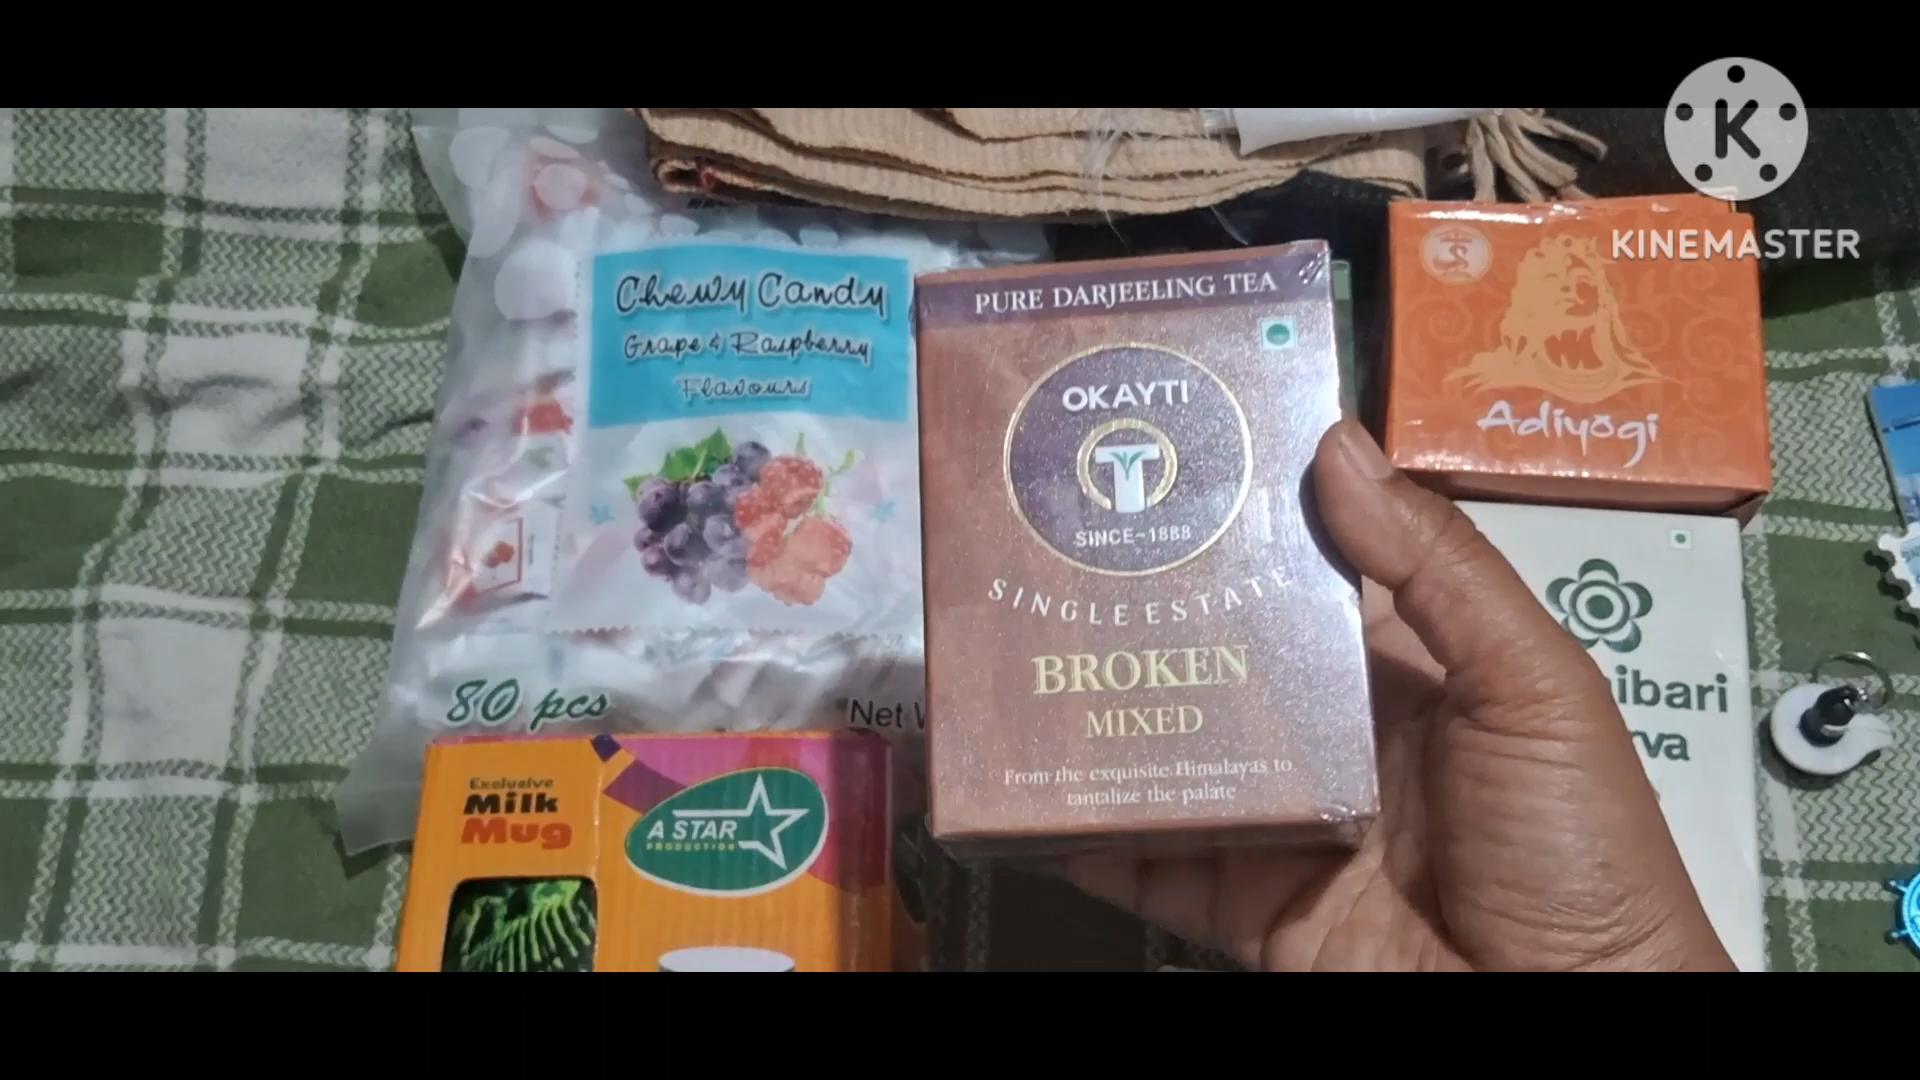 KINEMASTER
Chewy Candy
Grape & Raspberry
Flavours
80 pcs
Net
PURE DARJEELING TEA
OKAYTI
T
SINCE-1888
SINGLE ESTATE
BROKEN
MIXED
From the exquisite Himalayas to
tantalize the palate
Adiyogi
ibari
rva
Exclusive
Milk
Mug
A STAR
PRODUCTION